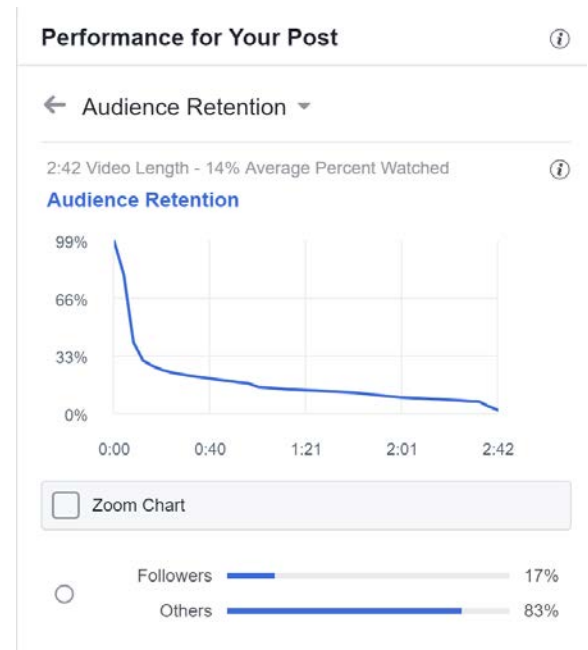 Performance for Your Post
Audience Retention
2:42 Video Length - 14% Average Percent Watched
Audience Retention
99%
66%
33%
0%
0:00 0:40 1:21 2:01 2:42
Zoom Chart
Followers 17%
Others 83%